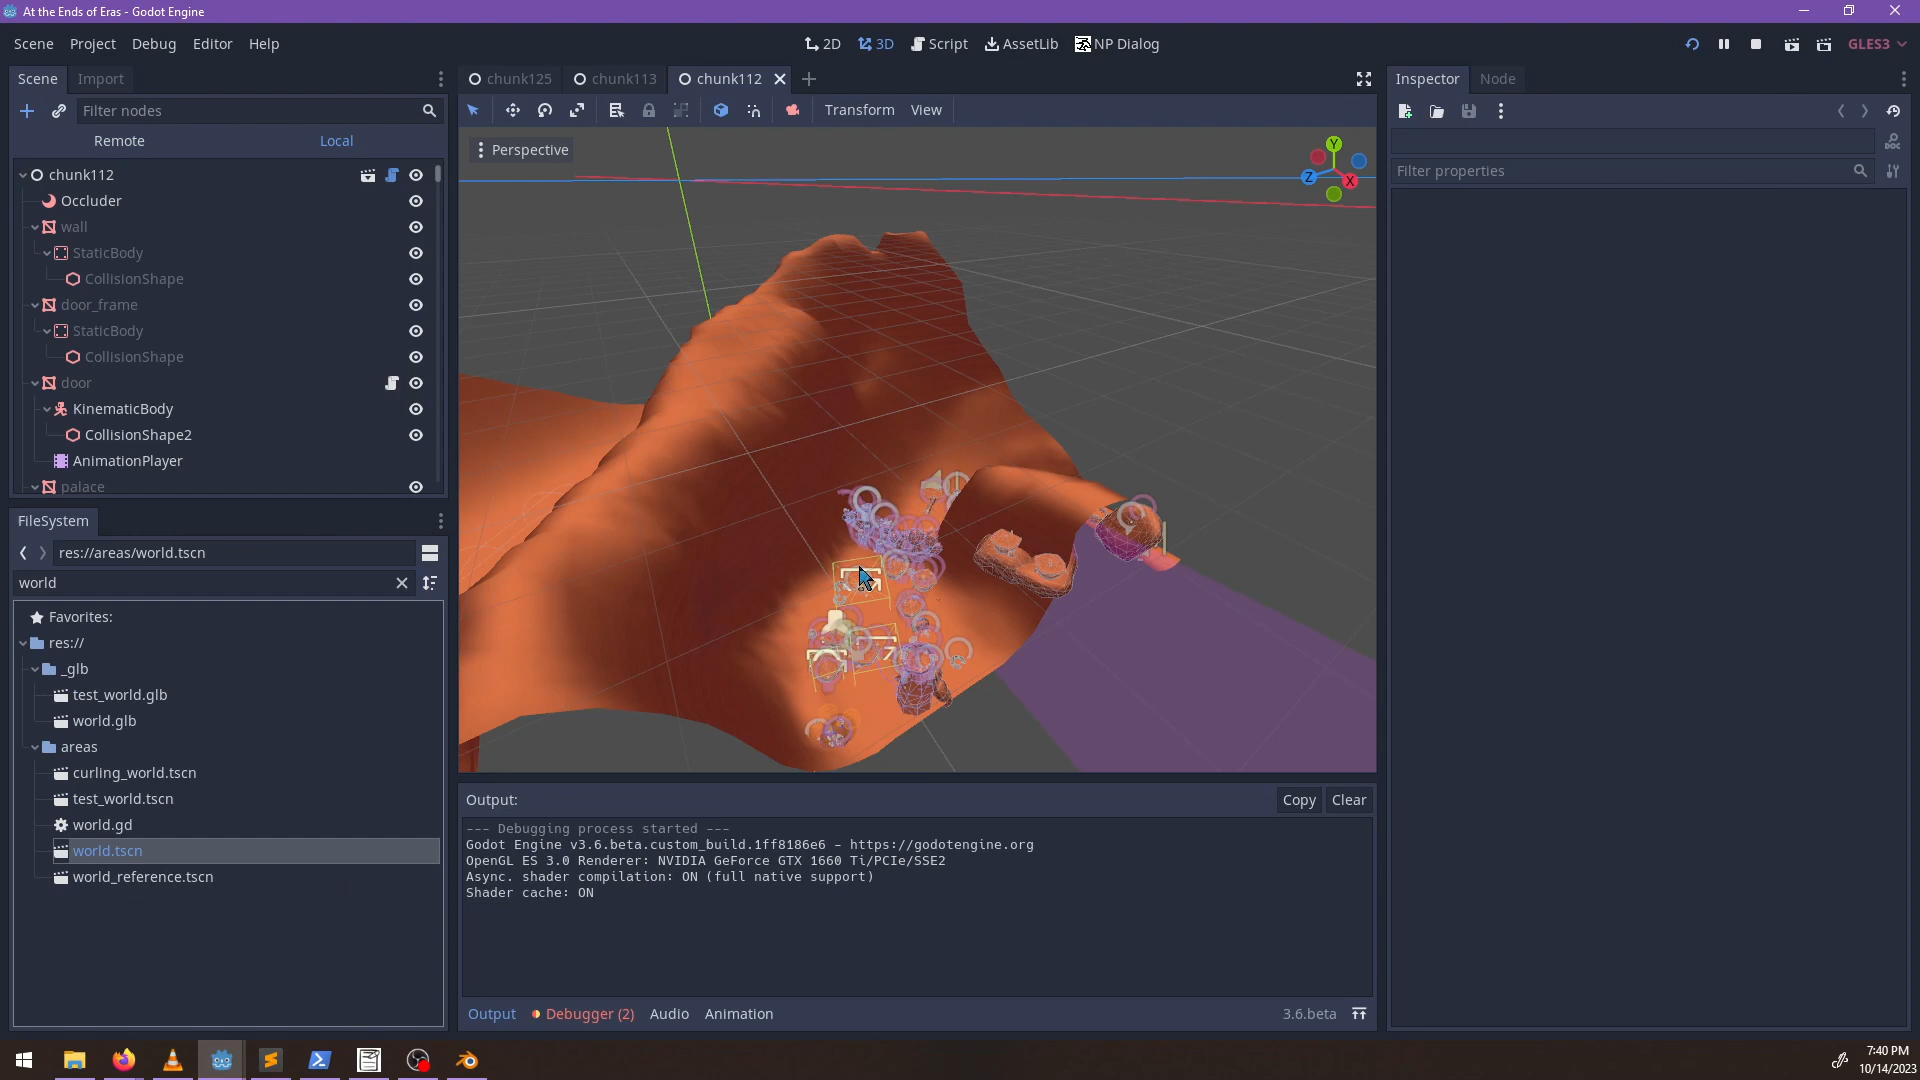 At the Ends of Eras - Godot Engine
Scene Project Debug Editor Help
2D 3D Script AssetLib NP Dialog
GLES3
Scene Import
Filter nodes
Remote Local
chunk112
Occluder
wall
StaticBody
CollisionShape
door_frame
StaticBody
CollisionShape
door
KinematicBody
CollisionShape2
AnimationPlayer
palace
FileSystem
res://areas/world.tscn
world
Favorites:
res://
_glb
test_world.glb
world.glb
areas
curling_world.tscn
test_world.tscn
world.gd
world.tscn
world_reference.tscn
chunk125 chunk113 chunk112
Transform View
Perspective
Y
Z
X
Output:
Copy Clear
--- Debugging process started ---
Godot Engine v3.6.beta.custom_build.1ff8186e6 - https://godotengine.org
OpenGL ES 3.0 Renderer: NVIDIA GeForce GTX 1660 Ti/PCIe/SSE2
Async. shader compilation: ON (full native support)
Shader cache: ON
Output Debugger (2) Audio Animation
3.6.beta
Inspector Node
DOC
Filter properties
7:40 PM
10/14/2023